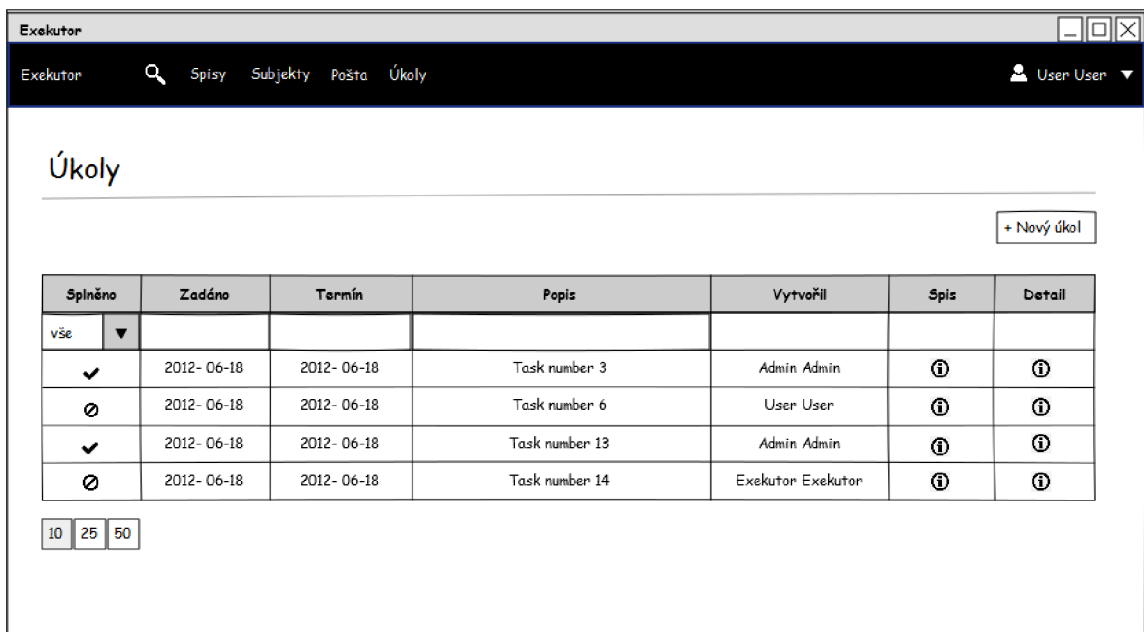 Exekutor
Exekutor Spisy Subjekty Pošta Úkoly User User
Úkoly
+ Nový úkol
Splněno Zadáno Termín Popis Vytvořil Spis Detail
vše
2012- 06-18 2012- 06-18 Task number 3 Admin Admin
2012- 06-18 2012- 06-18 Task number 6 User User
2012- 06-18 2012- 06-18 Task number 13 Admin Admin
2012- 06-18 2012- 06-18 Task number 14 Exekutor Exekutor
10 25 50